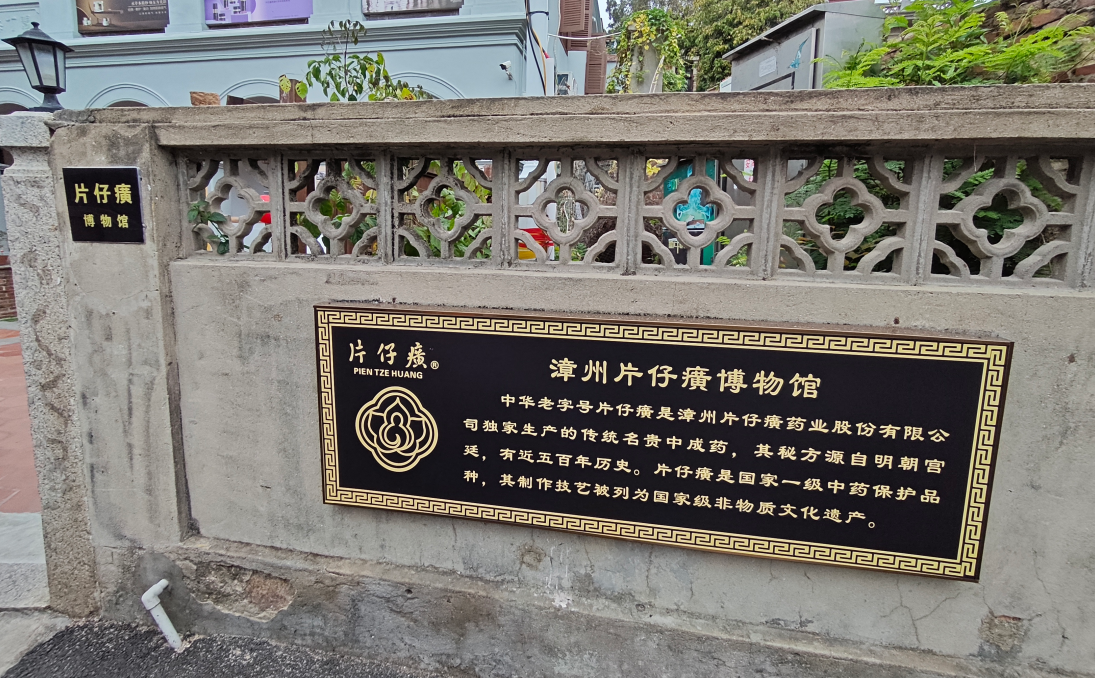 片仔癀
博物馆
片仔癀®
PIEN TZE HUANG
漳州片仔癀博物馆
中华老字号片仔癀是漳州片仔癀药业股份有限公
司独家生产的传统名贵中成药，其秘方源自明朝宫
廷，有近五百年历史。片仔癀是国家一级中药保护品
种，其制作技艺被列为国家级非物质文化遗产。